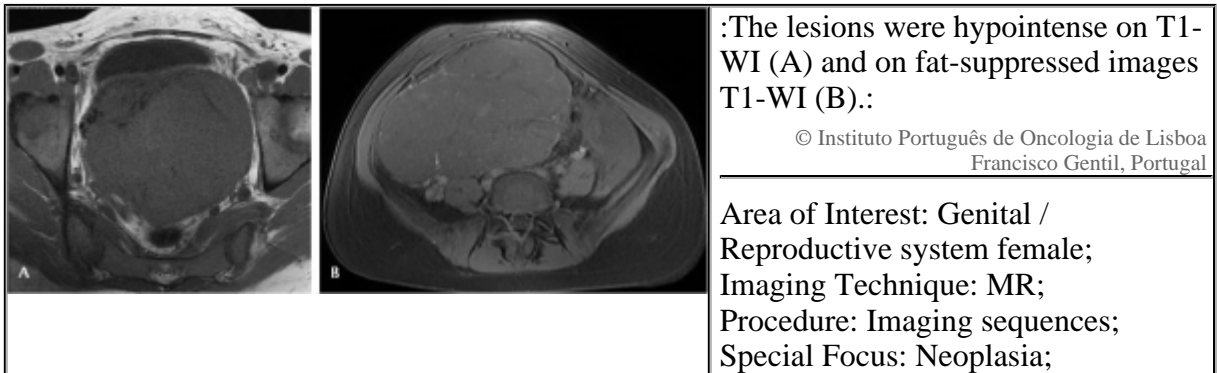 :The lesions were hypointense on T1-
WI (A) and on fat-suppressed images
T1-WI (B).:
© Instituto Português de Oncologia de Lisboa
Francisco Gentil, Portugal
Area of Interest: Genital /
Reproductive system female;
Imaging Technique: MR;
Procedure: Imaging sequences;
Special Focus: Neoplasia;
A
B